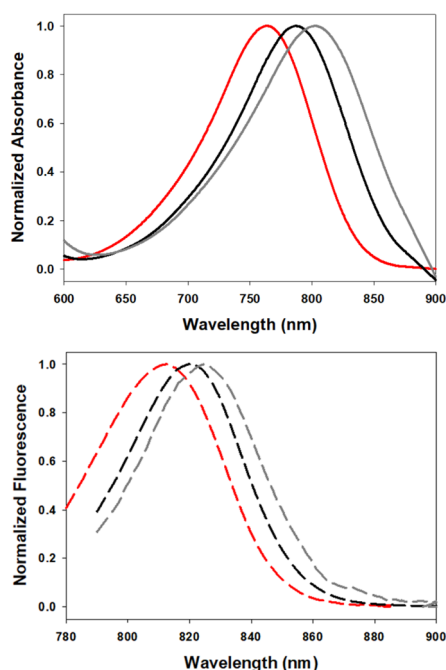 Normalized Absorbance
1.0
0.8
0.6
0.4
0.2
0.0
600 650 700 750 800 850 900
Wavelength (nm)
Normalized Fluorescence
1.0
0.8
0.6
0.4
0.2
0.0
780 800 820 840 860 880 900
Wavelength (nm)